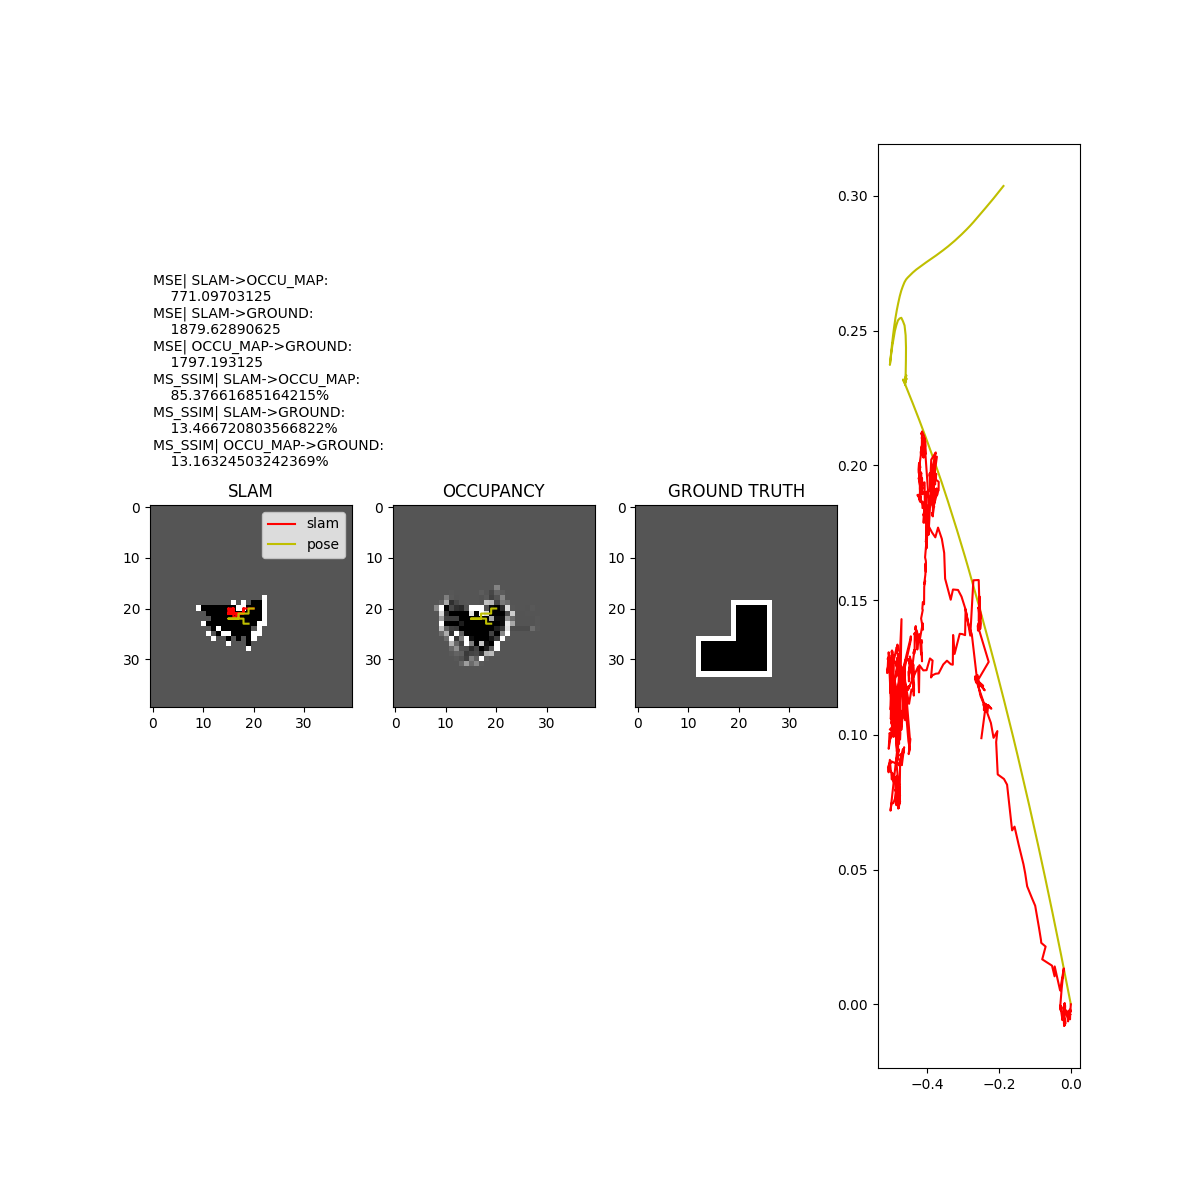 MSE| SLAM->OCCU_MAP:
771.09703125
MSE| SLAM->GROUND:
1879.62890625
MSE| OCCU_MAP->GROUND:
1797.193125
MS_SSIM| SLAM->OCCU_MAP:
85.37661685164215%
MS_SSIM| SLAM->GROUND:
13.466720803566822%
MS_SSIM| OCCU_MAP->GROUND:
13.16324503242369%
SLAM
0
10
20
30
0 10 20 30
slam
pose
OCCUPANCY
0
10
20
30
0 10 20 30
GROUND TRUTH
0
10
20
30
0 10 20 30
0.30
0.25
0.20
0.15
0.10
0.05
0.00
−0.4 −0.2 0.0